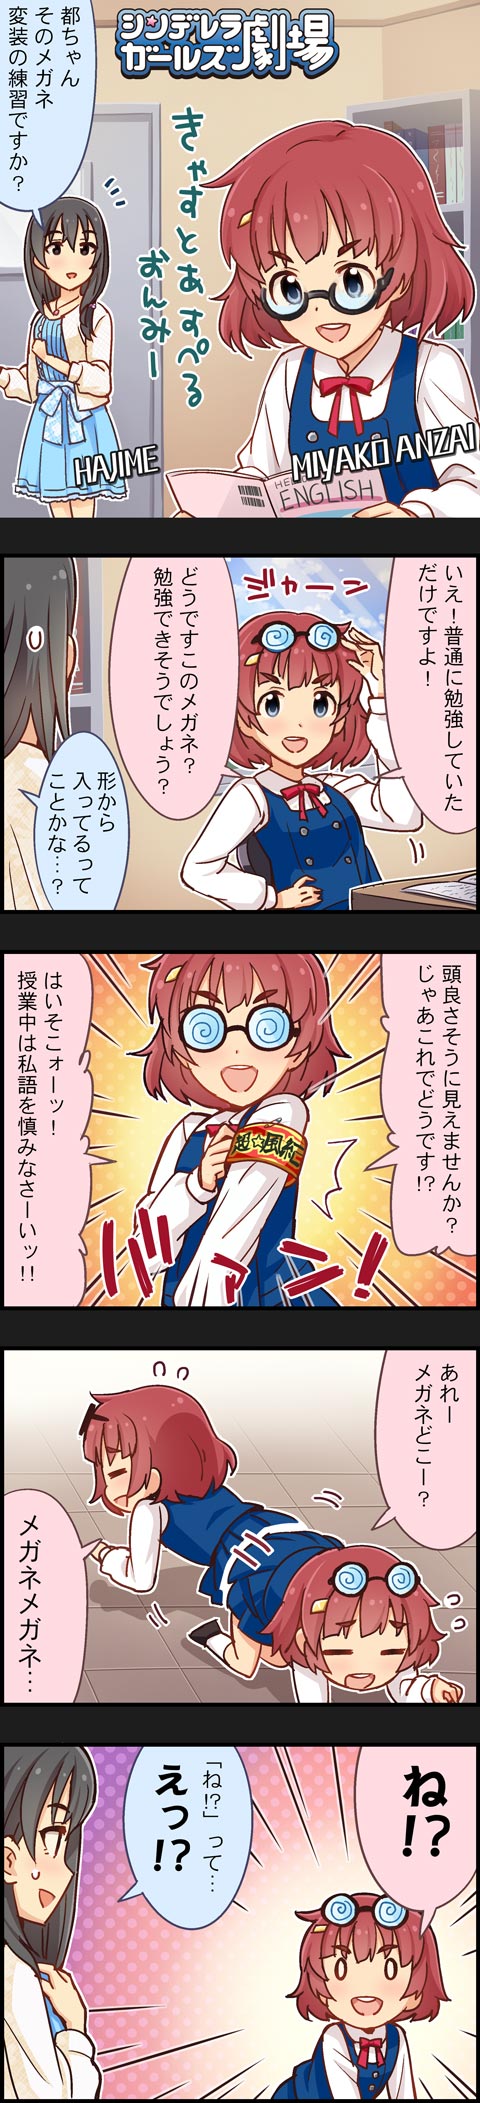 シンデレラ
ガールズ劇場
都ちゃん
そのメガネ
変装の練習ですか？
きゃすとあすぺる
おんみー
HAJIME
MIYAKO ANZAI
ENGLISH
いえ！普通に勉強していた
だけですよ！
ジャーン
どうですこのメガネ？
勉強できそうでしょう？
形から
入ってるって
ことかな…？
頭良さそうに見えませんか？
じゃあこれでどうです!?
超☆風紀
はいそこォーッ！
授業中は私語を慎みなさーいッ!!
バァン！
あれー
メガネどこー？
メガネメガネ…
ね!?
「ね!?」って…
えっ!?